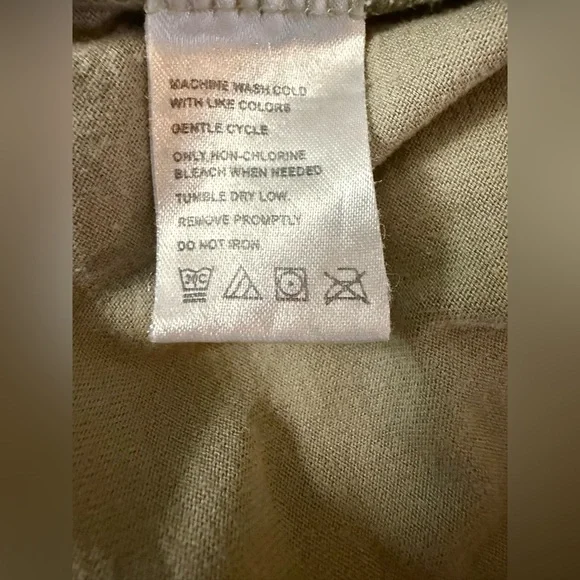 MACHINE WASH COLD
WITH LIKE COLORS
GENTLE CYCLE
ONLY NON-CHLORINE
BLEACH WHEN NEEDED
TUMBLE DRY LOW.
REMOVE PROMPTLY
DO NOT IRON.
30C